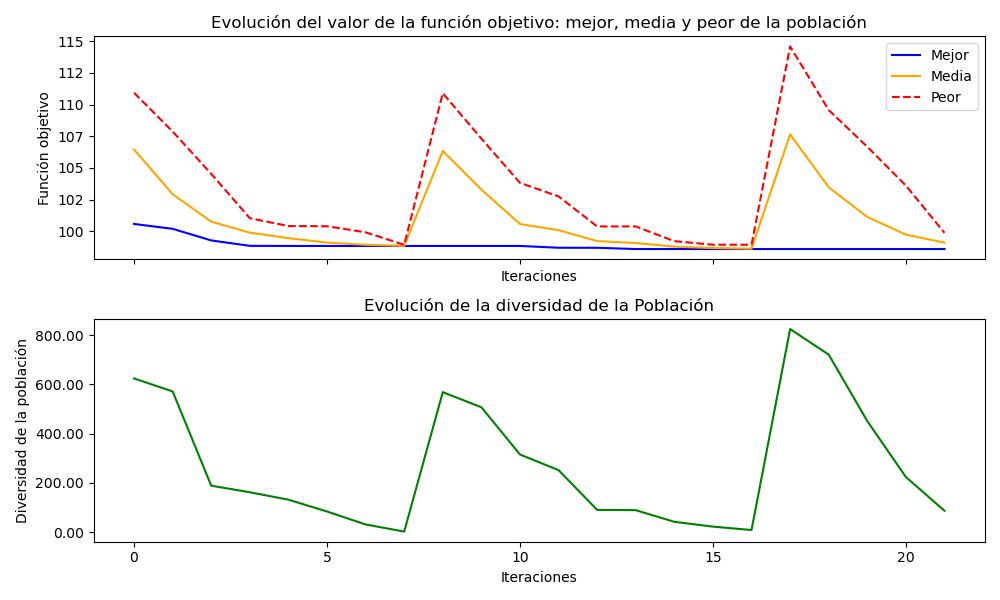 Evolución del valor de la función objetivo: mejor, media y peor de la población
115
112
110
107
105
102
100
Función objetivo
Mejor
Media
Peor
Iteraciones
Evolución de la diversidad de la Población
800.00
600.00
400.00
200.00
0.00
Diversidad de la población
0
5
10
15
20
Iteraciones